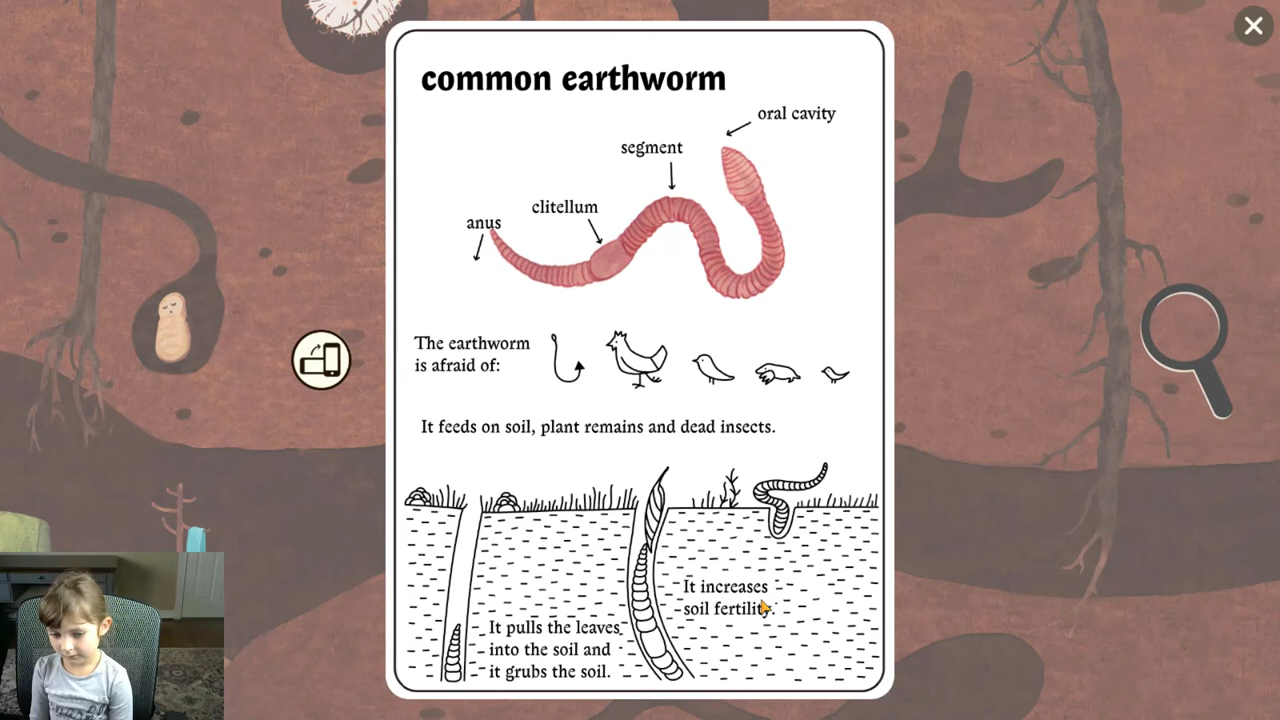 common earthworm
oral cavity
segment
clitellum
anus
The earthworm
is afraid of:
It feeds on soil, plant remains and dead insects.
It increases
soil fertility.
It pulls the leaves
into the soil and
it grubs the soil.